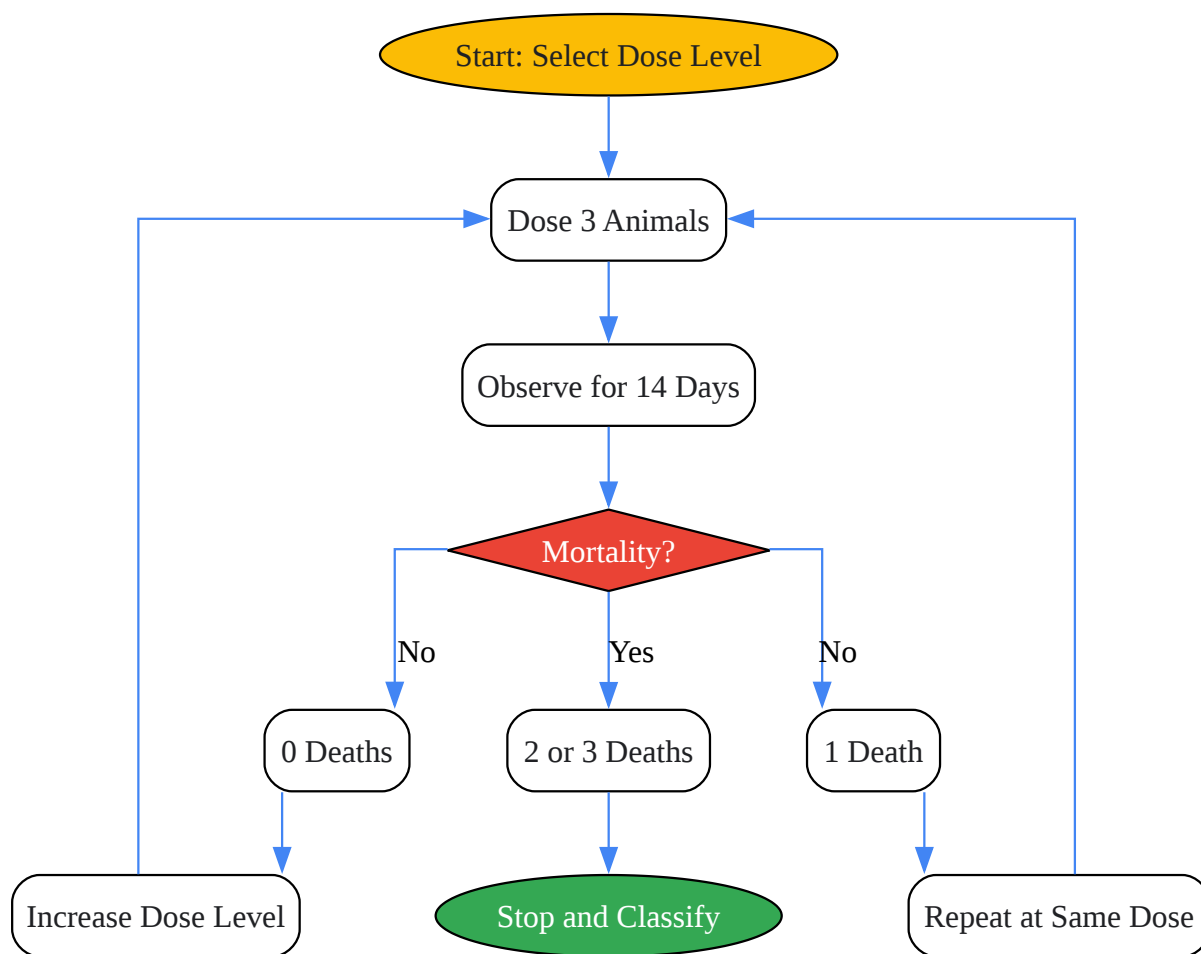 Start: Select Dose Level
Dose 3 Animals
Observe for 14 Days
Mortality?
No
Yes
No
0 Deaths
2 or 3 Deaths
1 Death
Increase Dose Level
Stop and Classify
Repeat at Same Dose